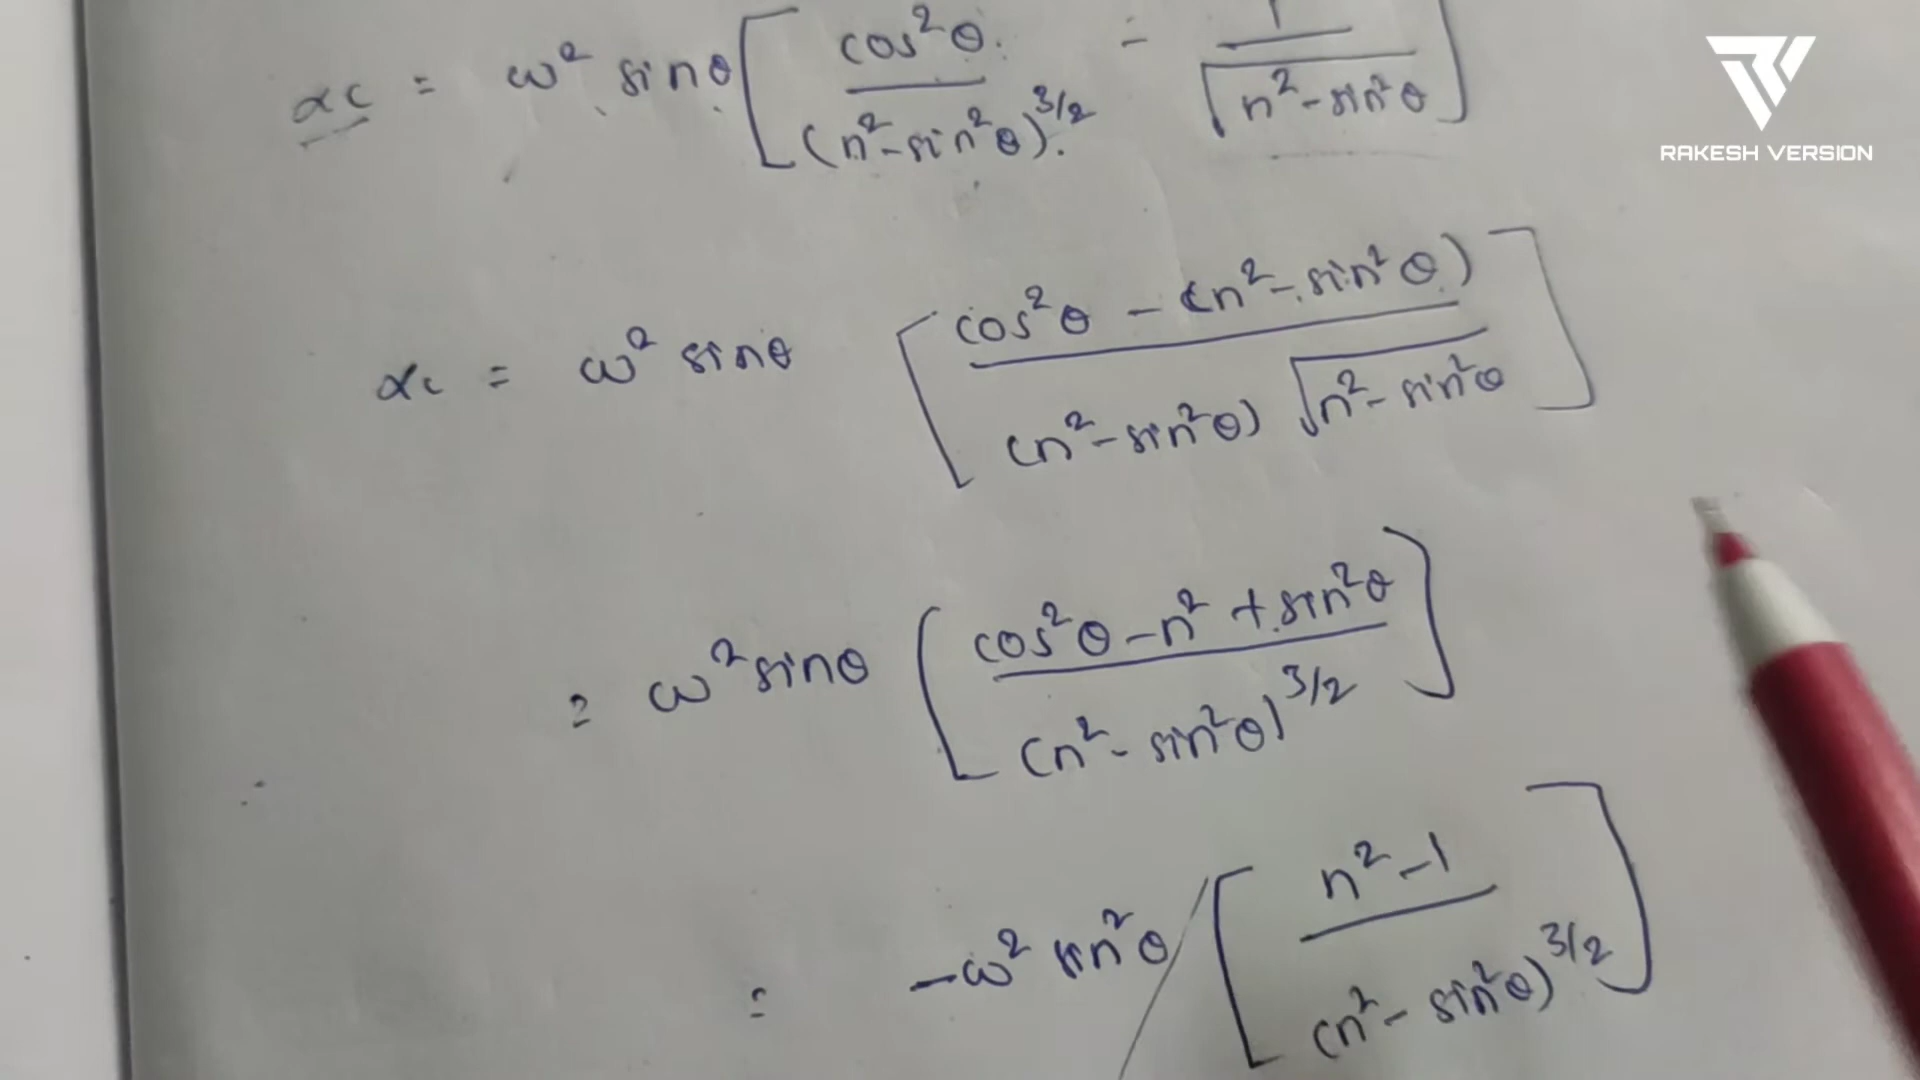 αc = ω² sinθ [ cos²θ / (n²-sin²θ)^3/2 - 1 / √(n²-sin²θ) ]
RAKESH VERSION
αc = ω² sinθ [ cos²θ - (n²-sin²θ) / (n²-sin²θ) √(n²-sin²θ) ]
= ω² sinθ [ cos²θ - n² + sin²θ / (n²-sin²θ)^3/2 ]
= -ω² sin²θ [ n²-1 / (n²-sin²θ)^3/2 ]